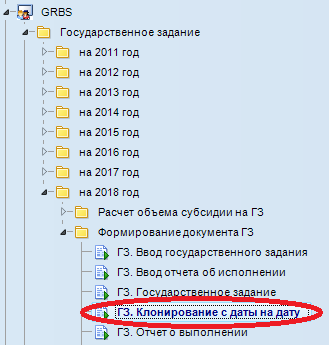 GRBS
Государственное задание
на 2011 год
на 2012 год
на 2013 год
на 2014 год
на 2015 год
на 2016 год
на 2017 год
на 2018 год
Расчет объема субсидии на ГЗ
Формирование документа ГЗ
ГЗ. Ввод государственного задания
ГЗ. Ввод отчета об исполнении
ГЗ. Государственное задание
ГЗ. Клонирование с даты на дату
ГЗ. Отчет о выполнении